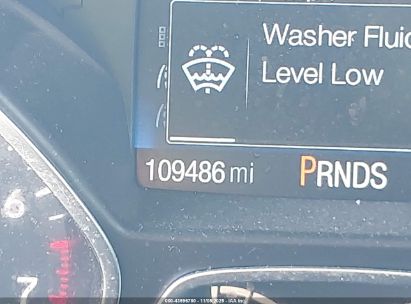 Washer Fluid
Level Low
109486 mi
PRNDS
6
7